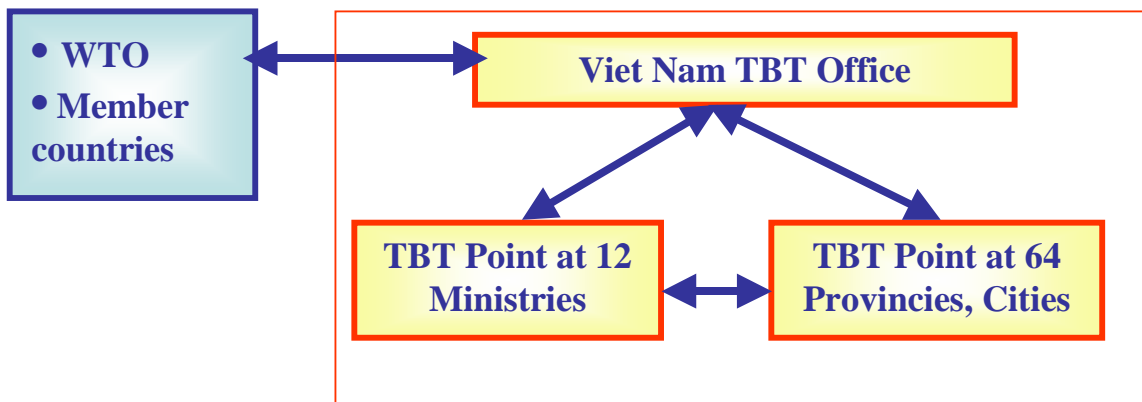 • WTO
• Member
countries
Viet Nam TBT Office
TBT Point at 12
Ministries
TBT Point at 64
Provincies, Cities